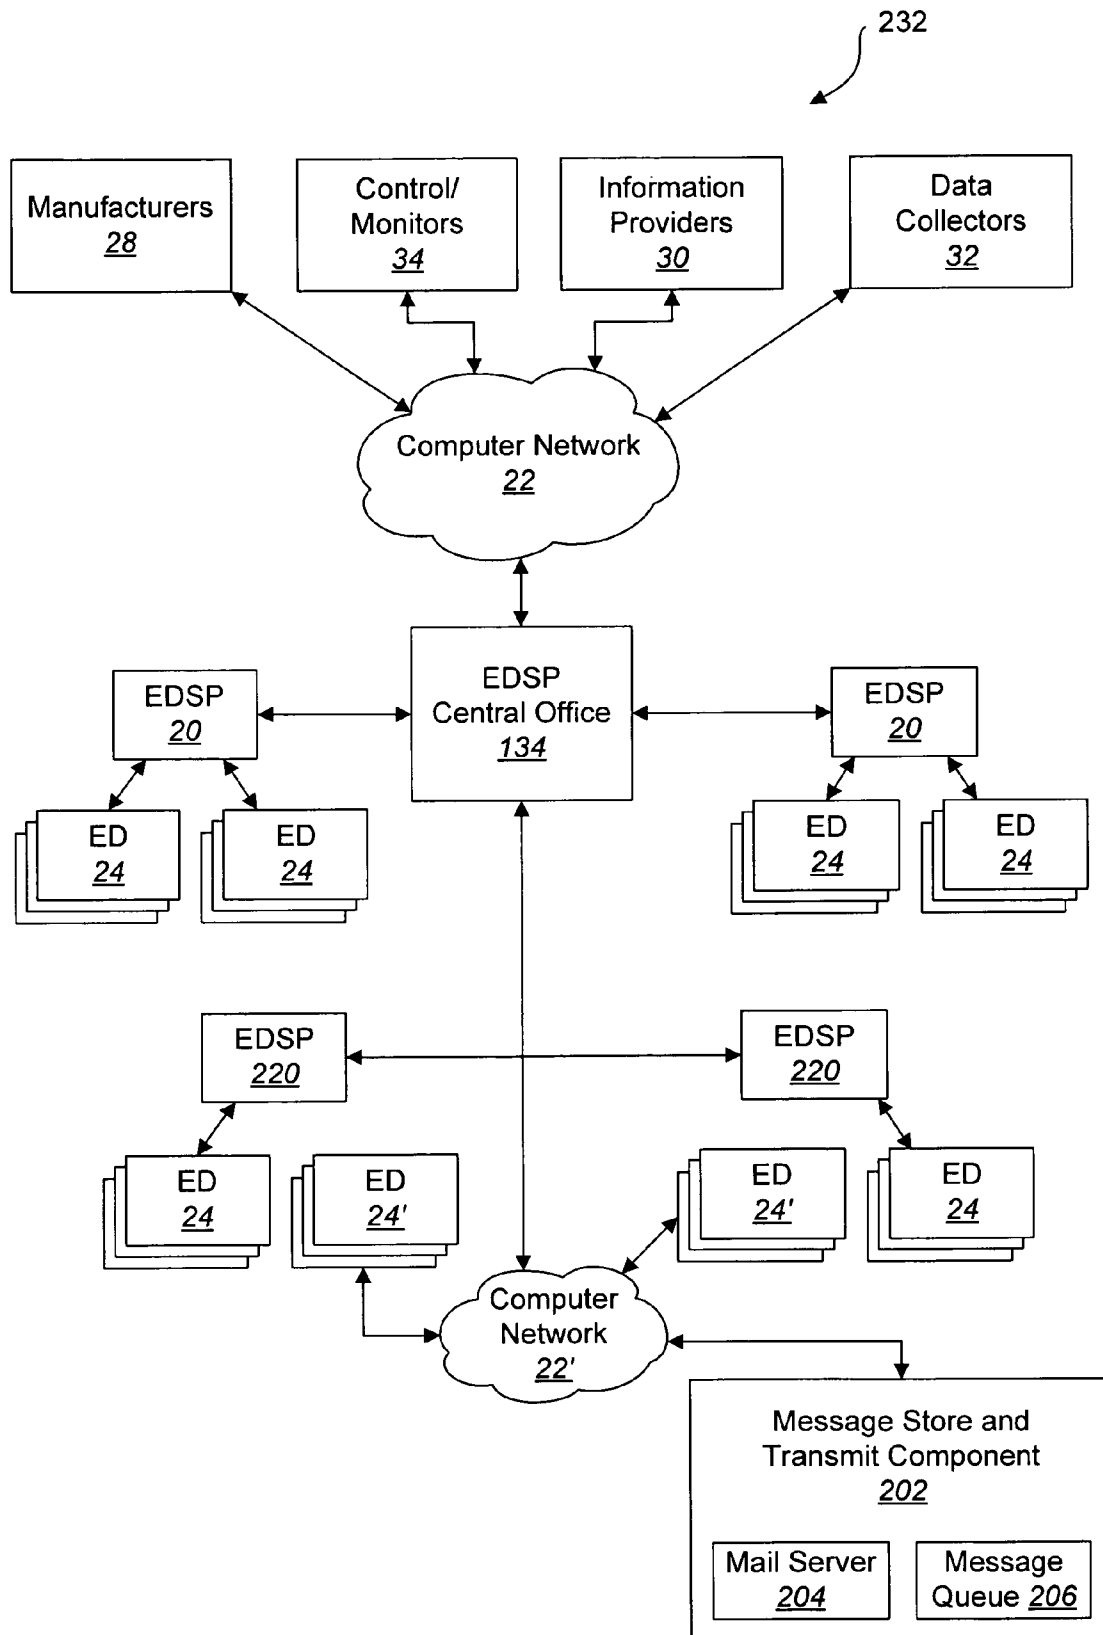 232
Manufacturers
28
Control/
Monitors
34
Information
Providers
30
Data
Collectors
32
Computer Network
22
EDSP
Central Office
134
EDSP
20
EDSP
20
ED
24
ED
24
ED
24
ED
24
EDSP
220
EDSP
220
ED
24
ED
24'
ED
24'
ED
24
Computer
Network
22'
Message Store and
Transmit Component
202
Mail Server
204
Message
Queue 206